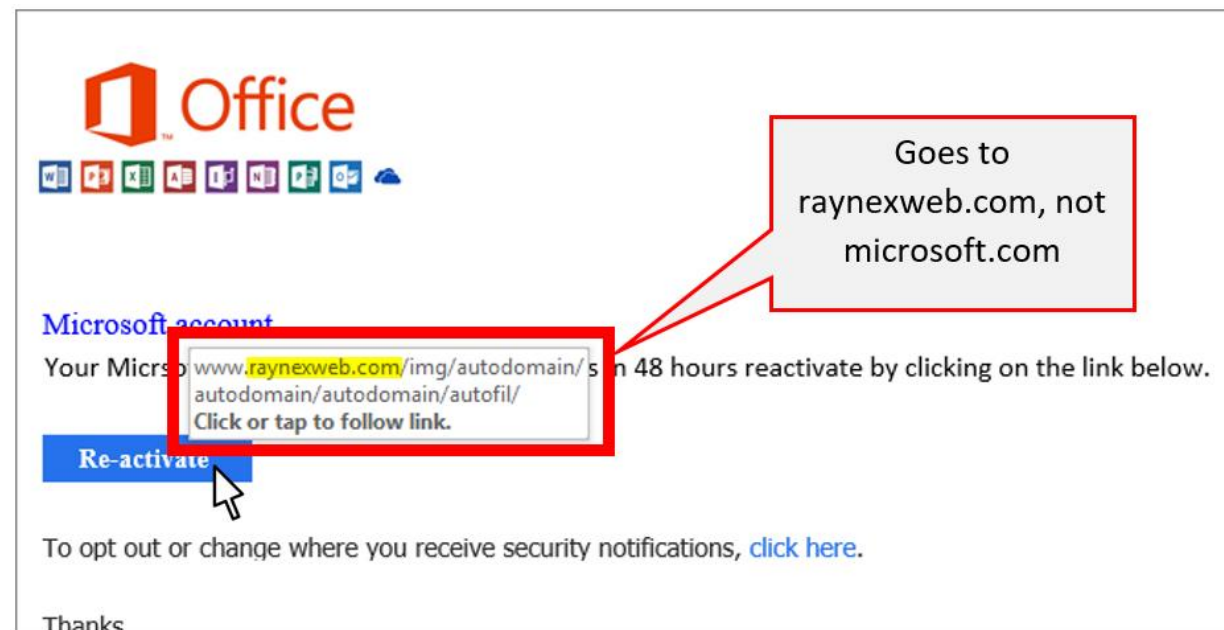 Office
Goes to
raynexweb.com, not
microsoft.com
Microsoft account
Your Micrs s in 48 hours reactivate by clicking on the link below.
www.raynexweb.com/img/autodomain/
autodomain/autodomain/autofil/
Click or tap to follow link.
Re-activate
To opt out or change where you receive security notifications, click here.
Thanks